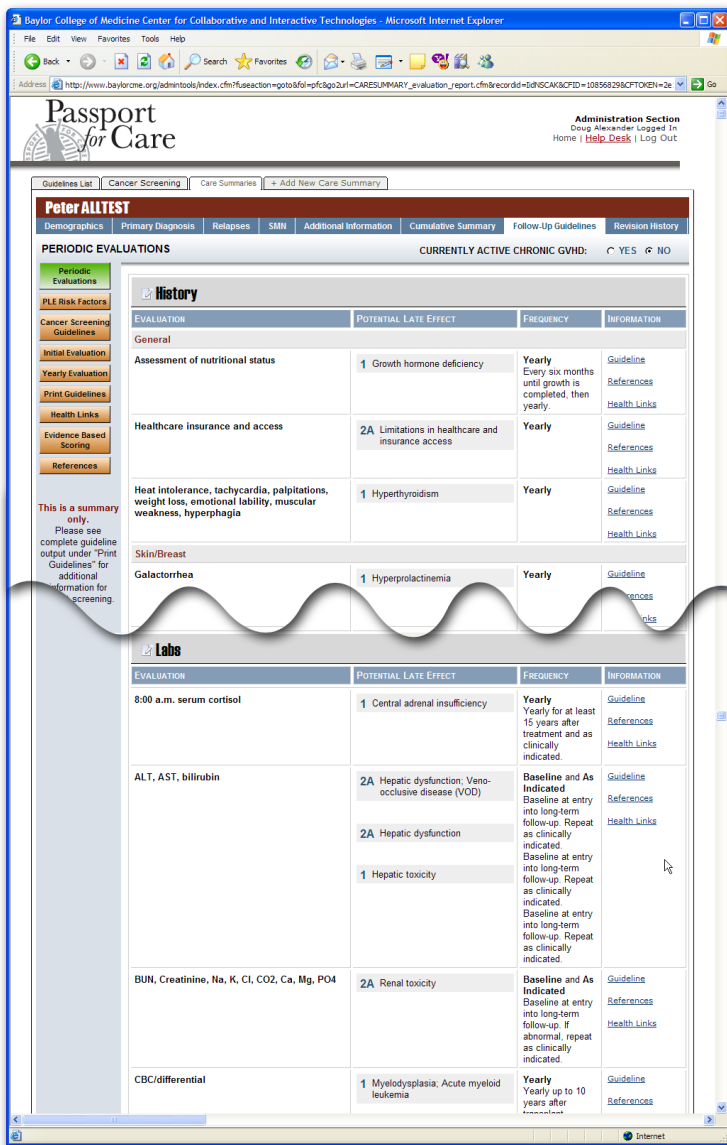 Baylor College of Medicine Center for Collaborative and Interactive Technologies - Microsoft Internet Explorer
File Edit View Favorites Tools Help
Back Search Favorites
Address http://www.baylorcme.org/admintools/index.cfm?fuseaction=goto&fol=pfc&go2url=CARESUMMARY_evaluation_report.cfm&recordid=IdNSCAK&CFID=10856829&CFTOKEN=2e Go
Passport
for Care
Administration Section
Doug Alexander Logged In
Home | Help Desk | Log Out
Guidelines List Cancer Screening Care Summaries + Add New Care Summary
Peter ALLTEST
Demographics Primary Diagnosis Relapses SMN Additional Information Cumulative Summary Follow-Up Guidelines Revision History
PERIODIC EVALUATIONS CURRENTLY ACTIVE CHRONIC GVHD: YES NO
Periodic
Evaluations
PLE Risk Factors
Cancer Screening
Guidelines
Initial Evaluation
Yearly Evaluation
Print Guidelines
Health Links
Evidence Based
Scoring
References
This is a summary
only.
Please see
complete guideline
output under "Print
Guidelines" for
additional
information for
screening.
History
EVALUATION POTENTIAL LATE EFFECT FREQUENCY INFORMATION
General
Assessment of nutritional status
1 Growth hormone deficiency
Yearly
Every six months
until growth is
completed, then
yearly.
Guideline
References
Health Links
Healthcare insurance and access
2A Limitations in healthcare and
insurance access
Yearly
Guideline
References
Health Links
Heat intolerance, tachycardia, palpitations,
weight loss, emotional lability, muscular
weakness, hyperphagia
1 Hyperthyroidism
Yearly
Guideline
References
Health Links
Skin/Breast
Galactorrhea
1 Hyperprolactinemia
Yearly
Guideline
Labs
EVALUATION POTENTIAL LATE EFFECT FREQUENCY INFORMATION
8:00 a.m. serum cortisol
1 Central adrenal insufficiency
Yearly
Yearly for at least
15 years after
treatment and as
clinically
indicated.
Guideline
References
Health Links
ALT, AST, bilirubin
2A Hepatic dysfunction; Veno-
occlusive disease (VOD)
2A Hepatic dysfunction
1 Hepatic toxicity
Baseline and As
Indicated
Baseline at entry
into long-term
follow-up. Repeat
as clinically
indicated.
Baseline at entry
into long-term
follow-up. Repeat
as clinically
indicated.
Baseline at entry
into long-term
follow-up. Repeat
as clinically
indicated.
Guideline
References
Health Links
BUN, Creatinine, Na, K, Cl, CO2, Ca, Mg, PO4
2A Renal toxicity
Baseline and As
Indicated
Baseline at entry
into long-term
follow-up. If
abnormal, repeat
as clinically
indicated.
Guideline
References
Health Links
CBC/differential
1 Myelodysplasia; Acute myeloid
leukemia
Yearly
Yearly up to 10
years after
transplant
Guideline
References
Internet